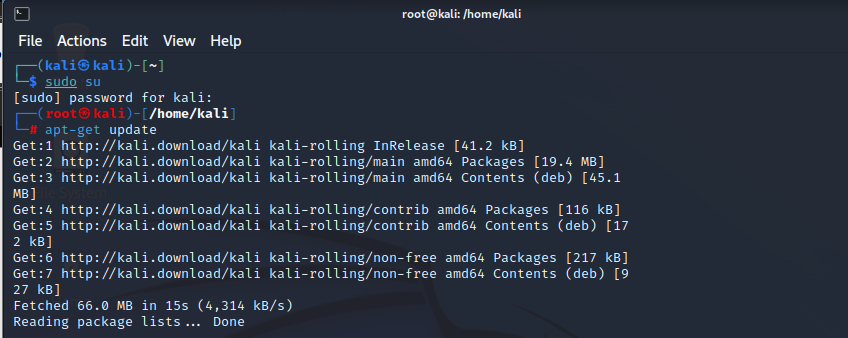 root@kali: /home/kali
File Actions Edit View Help
┌──(kali㉿kali)-[~]
└─$ sudo su
[sudo] password for kali:
┌──(root㉿kali)-[/home/kali]
└─# apt-get update
Get:1 http://kali.download/kali kali-rolling InRelease [41.2 kB]
Get:2 http://kali.download/kali kali-rolling/main amd64 Packages [19.4 MB]
Get:3 http://kali.download/kali kali-rolling/main amd64 Contents (deb) [45.1
MB]
Get:4 http://kali.download/kali kali-rolling/contrib amd64 Packages [116 kB]
Get:5 http://kali.download/kali kali-rolling/contrib amd64 Contents (deb) [17
2 kB]
Get:6 http://kali.download/kali kali-rolling/non-free amd64 Packages [217 kB]
Get:7 http://kali.download/kali kali-rolling/non-free amd64 Contents (deb) [9
27 kB]
Fetched 66.0 MB in 15s (4,314 kB/s)
Reading package lists... Done